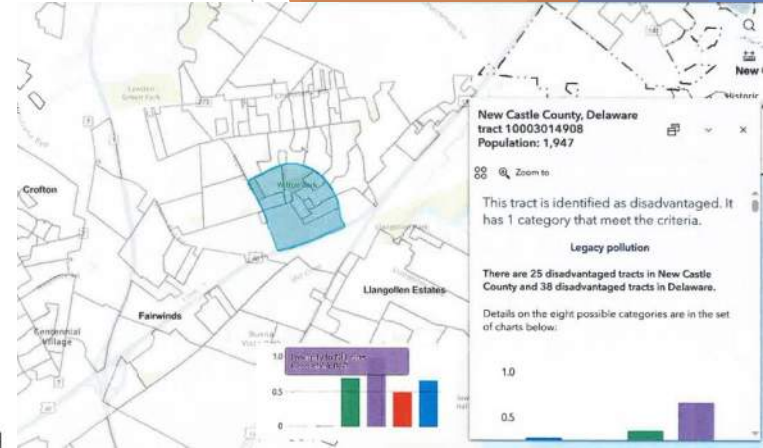 New
Historic
Crofton
Fairwinds
Llangollen Estates
Centennial
Village
1.0
0.5
0
New Castle County, Delaware
tract 10003014908
Population: 1,947
Zoom to
This tract is identified as disadvantaged. It
has 1 category that meet the criteria.
Legacy pollution
There are 25 disadvantaged tracts in New Castle
County and 38 disadvantaged tracts in Delaware.
Details on the eight possible categories are in the set
of charts below:
1.0
0.5